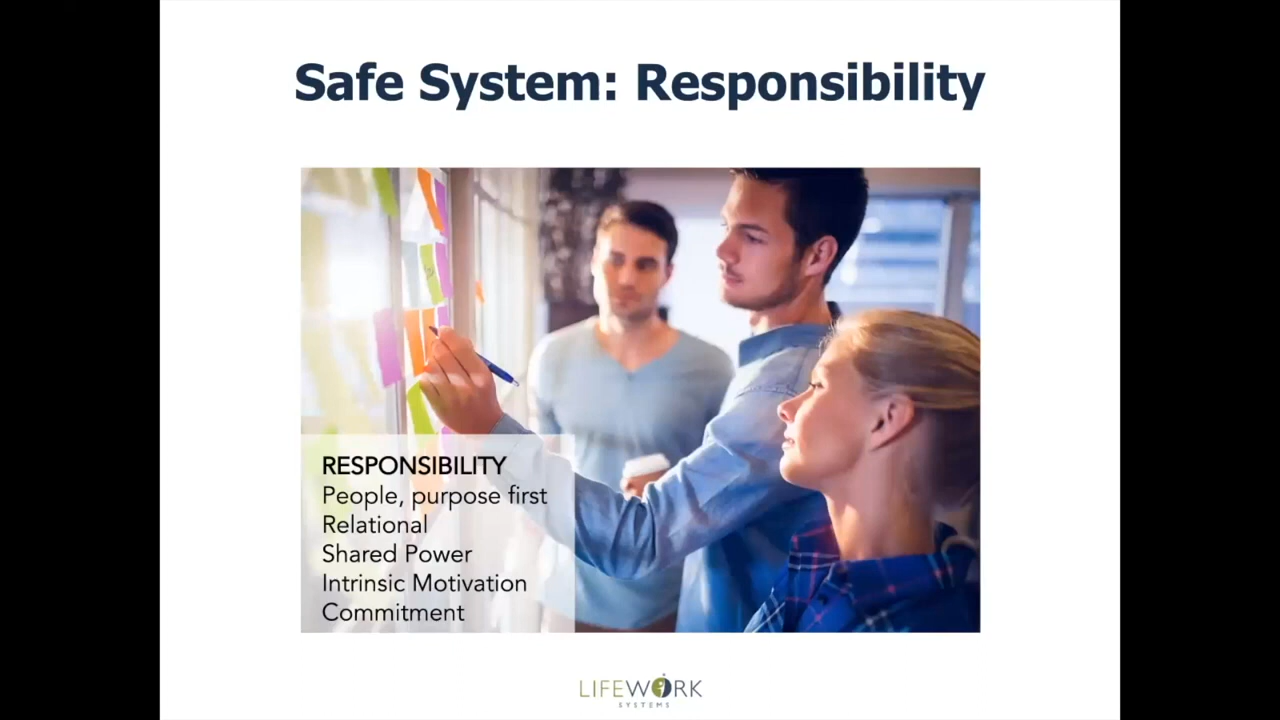 Safe System: Responsibility
RESPONSIBILITY
People, purpose first
Relational
Shared Power
Intrinsic Motivation
Commitment
LIFEWORK
SYSTEMS